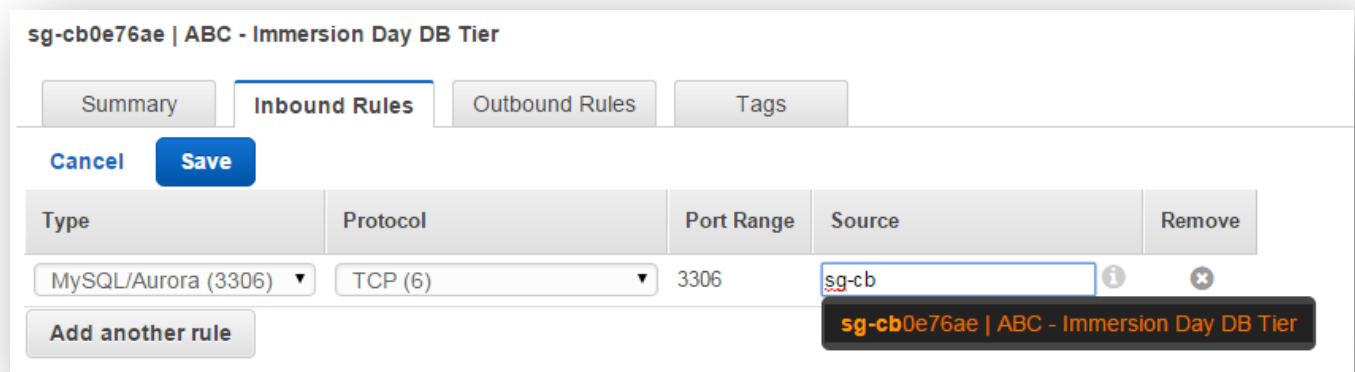 sg-cb0e76ae | ABC - Immersion Day DB Tier
Summary Inbound Rules Outbound Rules Tags
Cancel Save
Type Protocol Port Range Source Remove
MySQL/Aurora (3306) TCP (6) 3306 sg-cb
sg-cb0e76ae | ABC - Immersion Day DB Tier
Add another rule